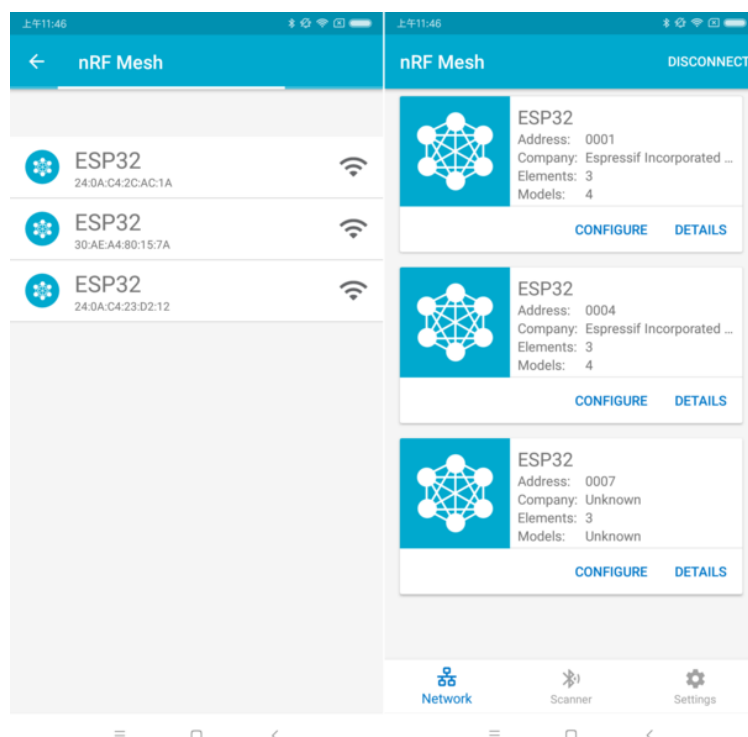 上午11:46
nRF Mesh
ESP32
24:0A:C4:2C:AC:1A
ESP32
30:AE:A4:80:15:7A
ESP32
24:0A:C4:23:D2:12
上午11:46
nRF Mesh DISCONNECT
ESP32
Address: 0001
Company: Espressif Incorporated ...
Elements: 3
Models: 4
CONFIGURE DETAILS
ESP32
Address: 0004
Company: Espressif Incorporated ...
Elements: 3
Models: 4
CONFIGURE DETAILS
ESP32
Address: 0007
Company: Unknown
Elements: 3
Models: Unknown
CONFIGURE DETAILS
Network Scanner Settings